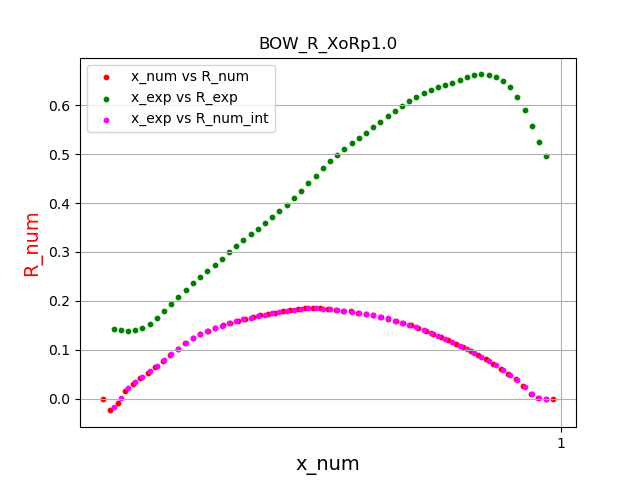 BOW_R_XoRp1.0
x_num vs R_num
x_exp vs R_exp
x_exp vs R_num_int
R_num
0.6
0.5
0.4
0.3
0.2
0.1
0.0
1
x_num